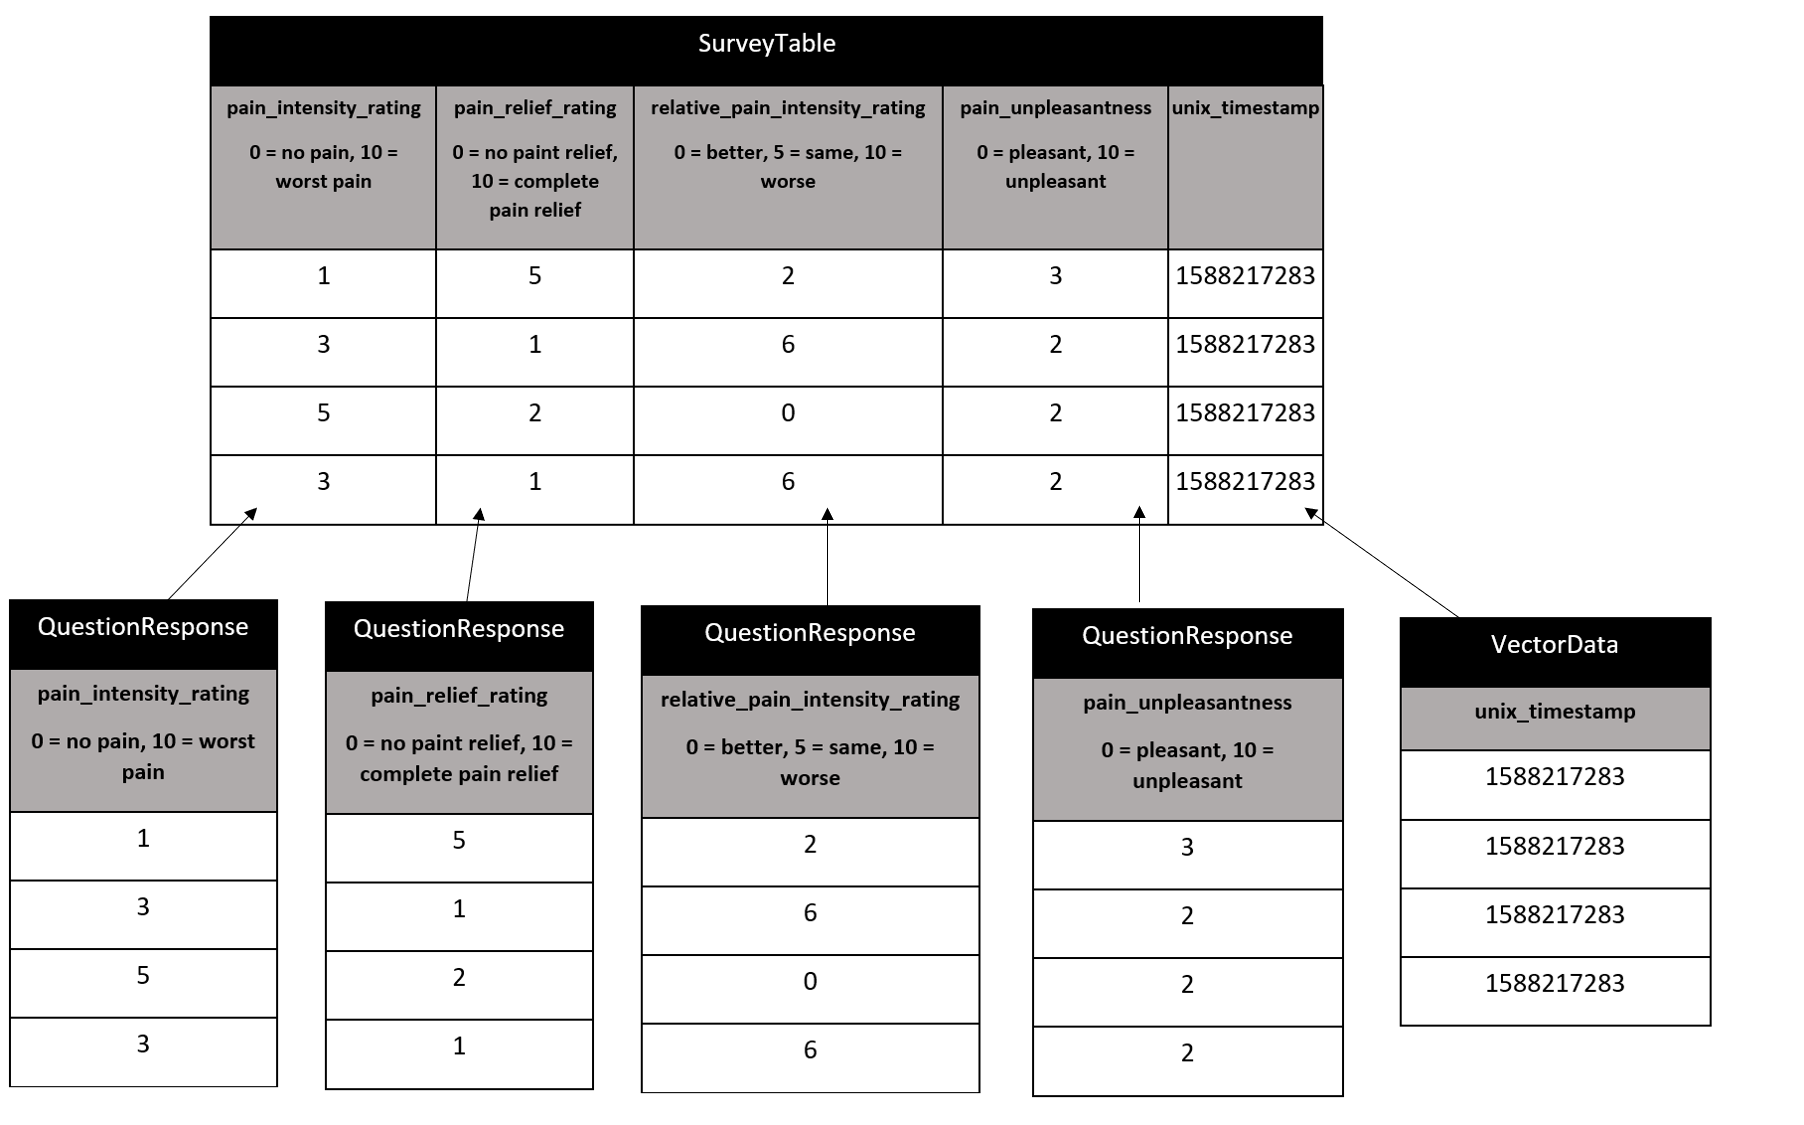 SurveyTable
pain_intensity_rating
0 = no pain, 10 =
worst pain
pain_relief_rating
0 = no paint relief,
10 = complete
pain relief
relative_pain_intensity_rating
0 = better, 5 = same, 10 =
worse
pain_unpleasantness
0 = pleasant, 10 =
unpleasant
unix_timestamp
1 5 2 3 1588217283
3 1 6 2 1588217283
5 2 0 2 1588217283
3 1 6 2 1588217283
QuestionResponse
pain_intensity_rating
0 = no pain, 10 = worst
pain
1
3
5
3
QuestionResponse
pain_relief_rating
0 = no paint relief, 10 =
complete pain relief
5
1
2
1
QuestionResponse
relative_pain_intensity_rating
0 = better, 5 = same, 10 =
worse
2
6
0
6
QuestionResponse
pain_unpleasantness
0 = pleasant, 10 =
unpleasant
3
2
2
2
VectorData
unix_timestamp
1588217283
1588217283
1588217283
1588217283